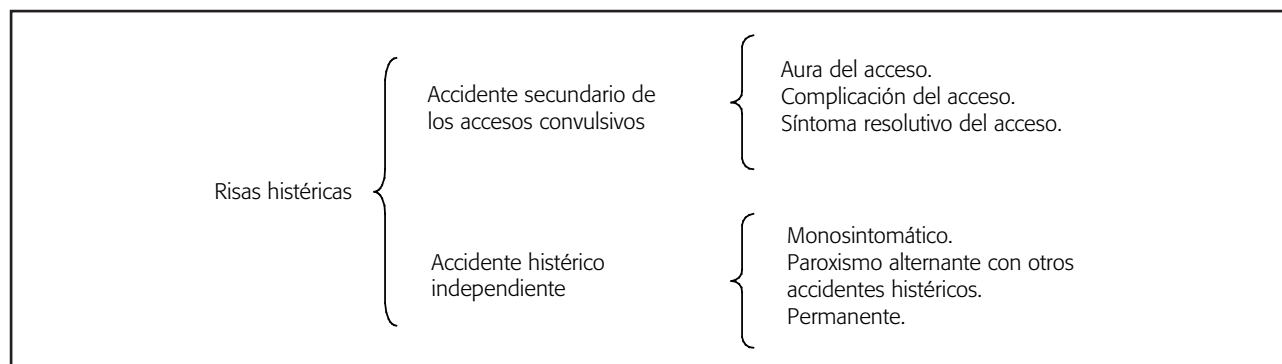 Risas histéricas
Accidente secundario de
los accesos convulsivos
Aura del acceso.
Complicación del acceso.
Síntoma resolutivo del acceso.
Accidente histérico
independiente
Monosintomático.
Paroxismo alternante con otros
accidentes histéricos.
Permanente.